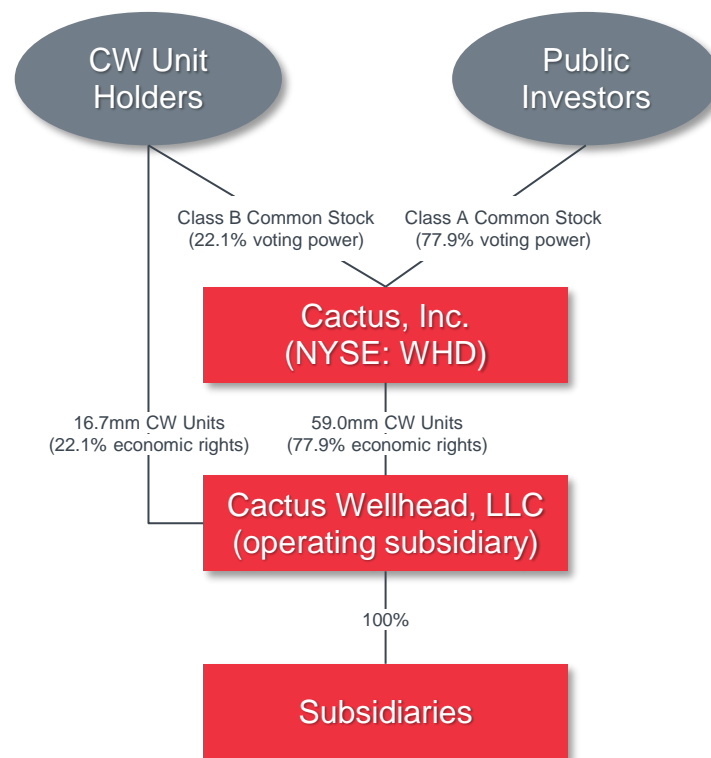 CW Unit
Holders
Public
Investors
Class B Common Stock
(22.1% voting power)
Class A Common Stock
(77.9% voting power)
Cactus, Inc.
(NYSE: WHD)
16.7mm CW Units
(22.1% economic rights)
59.0mm CW Units
(77.9% economic rights)
Cactus Wellhead, LLC
(operating subsidiary)
100%
Subsidiaries